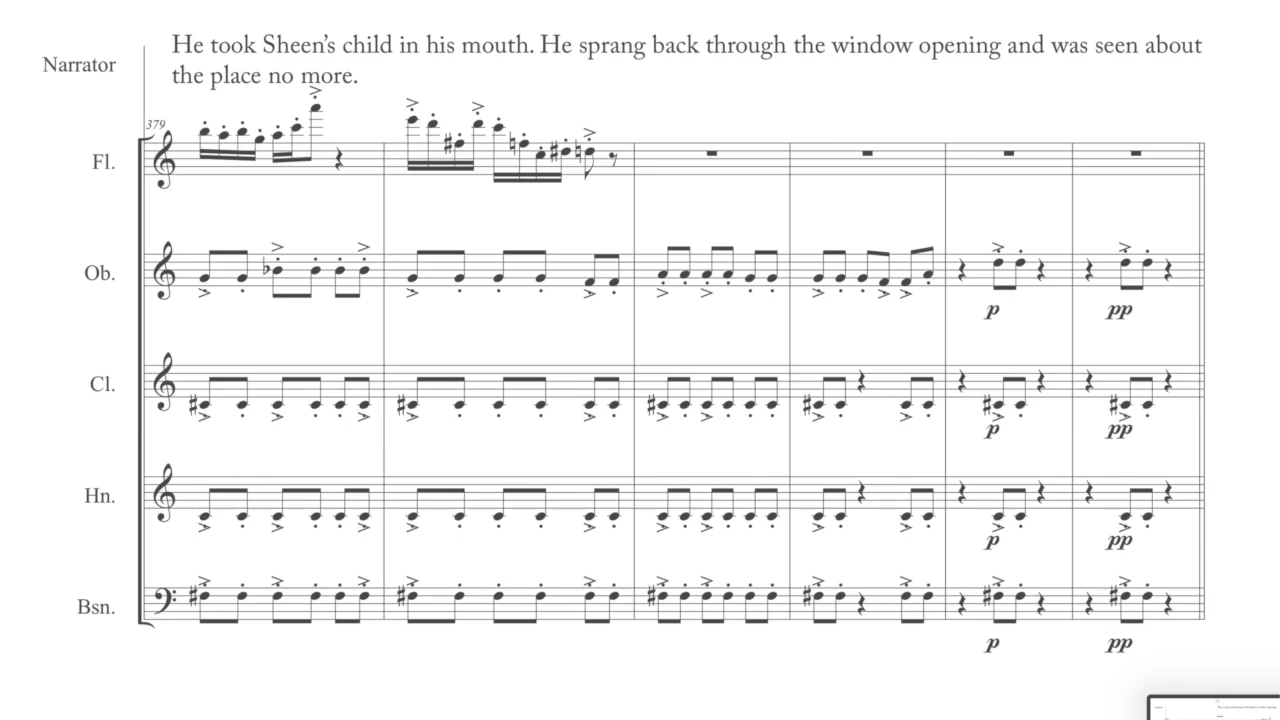 He took Sheen’s child in his mouth. He sprang back through the window opening and was seen about
Narrator
the place no more.
379
Fl.
Ob.
p pp
Cl.
p pp
Hn.
p pp
Bsn.
p pp